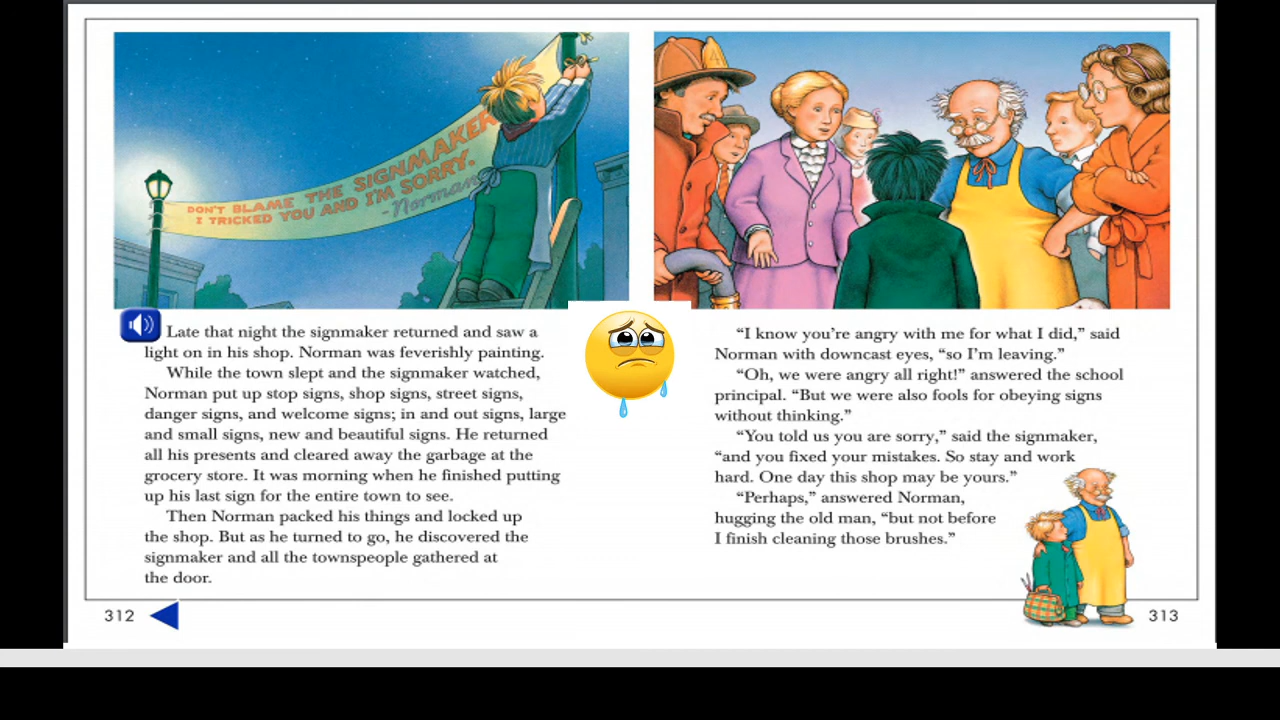 DON'T BLAME THE SIGNMAKER
I TRICKED YOU AND I'M SORRY.
-Norman
Late that night the signmaker returned and saw a
light on in his shop. Norman was feverishly painting.
While the town slept and the signmaker watched,
Norman put up stop signs, shop signs, street signs,
danger signs, and welcome signs; in and out signs, large
and small signs, new and beautiful signs. He returned
all his presents and cleared away the garbage at the
grocery store. It was morning when he finished putting
up his last sign for the entire town to see.
Then Norman packed his things and locked up
the shop. But as he turned to go, he discovered the
signmaker and all the townspeople gathered at
the door.
312
“I know you’re angry with me for what I did,” said
Norman with downcast eyes, “so I’m leaving.”
“Oh, we were angry all right!” answered the school
principal. “But we were also fools for obeying signs
without thinking.”
“You told us you are sorry,” said the signmaker,
“and you fixed your mistakes. So stay and work
hard. One day this shop may be yours.”
“Perhaps,” answered Norman,
hugging the old man, “but not before
I finish cleaning those brushes.”
313